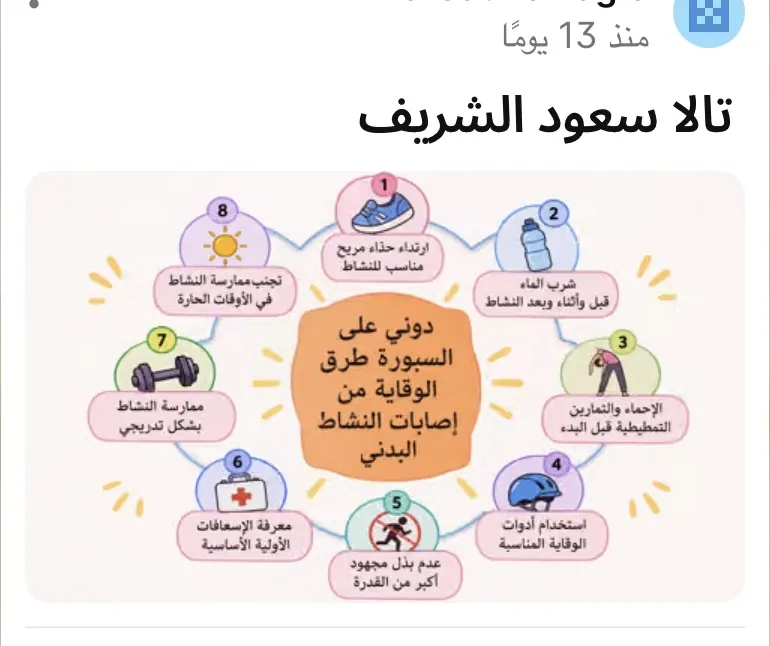 منذ 13 يومًا
تالا سعود الشريف
دوني على
السبورة طرق
الوقاية من
إصابات النشاط
البدني
1
ارتداء حذاء مريح
مناسب للنشاط
2
شرب الماء
قبل وأثناء وبعد النشاط
3
الإحماء والتمارين
التمطيطية قبل البدء
4
استخدام أدوات
الوقاية المناسبة
5
عدم بذل مجهود
أكبر من القدرة
6
معرفة الإسعافات
الأولية الأساسية
7
ممارسة النشاط
بشكل تدريجي
8
تجنب ممارسة النشاط
في الأوقات الحارة